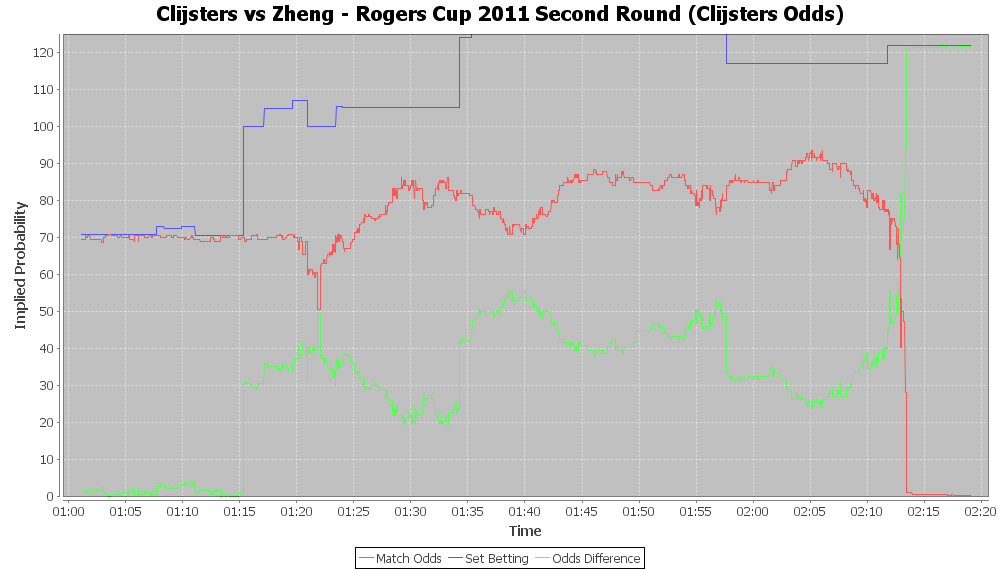 Clijsters vs Zheng - Rogers Cup 2011 Second Round (Clijsters Odds)
Implied Probability
120
110
100
90
80
70
60
50
40
30
20
10
0
01:00 01:05 01:10 01:15 01:20 01:25 01:30 01:35 01:40 01:45 01:50 01:55 02:00 02:05 02:10 02:15 02:20
Time
Match Odds Set Betting Odds Difference